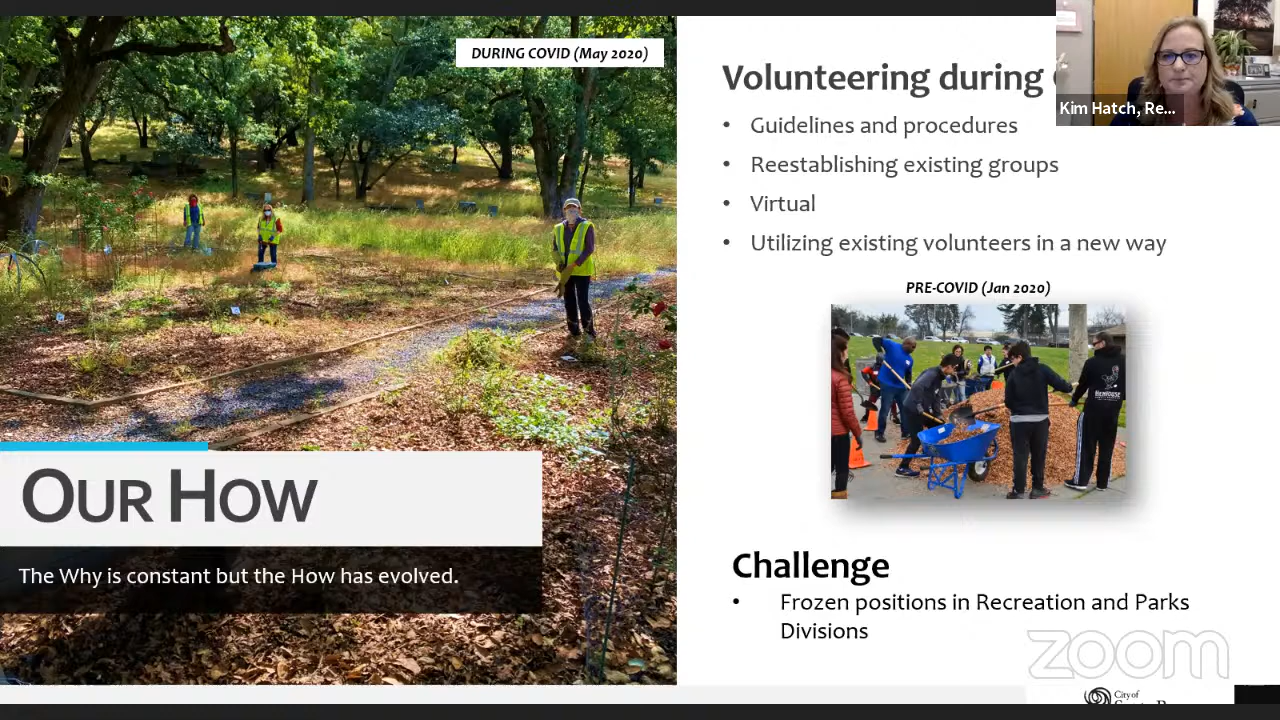 DURING COVID (May 2020)
Volunteering during
Kim Hatch, Re...
• Guidelines and procedures
• Reestablishing existing groups
• Virtual
• Utilizing existing volunteers in a new way
PRE-COVID (Jan 2020)
OUR HOW
The Why is constant but the How has evolved.
Challenge
• Frozen positions in Recreation and Parks
Divisions
zoom
City of